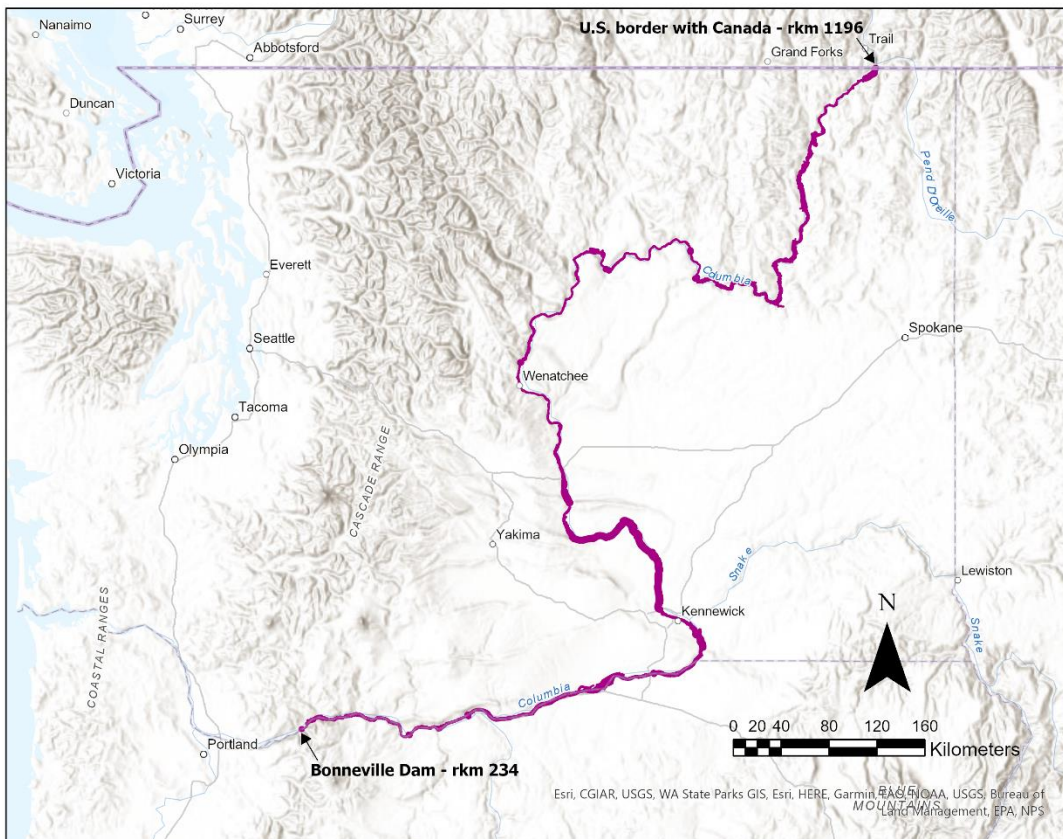 Nanaimo
Surrey
Abbotsford
U.S. border with Canada - rkm 1196
Trail
Grand Forks
Duncan
Victoria
Pend D'Oreille
Everett
Columbia
Seattle
Spokane
Wenatchee
Tacoma
Olympia
CASCADE RANGE
Yakima
Snake
Lewiston
COASTAL RANGES
Kennewick
N
Snake
Columbia
0 20 40 80 120 160
Kilometers
Portland
Bonneville Dam - rkm 234
BLUE
MOUNTAINS
Esri, CGIAR, USGS, WA State Parks GIS, Esri, HERE, Garmin, FAO, NOAA, USGS, Bureau of
Land Management, EPA, NPS